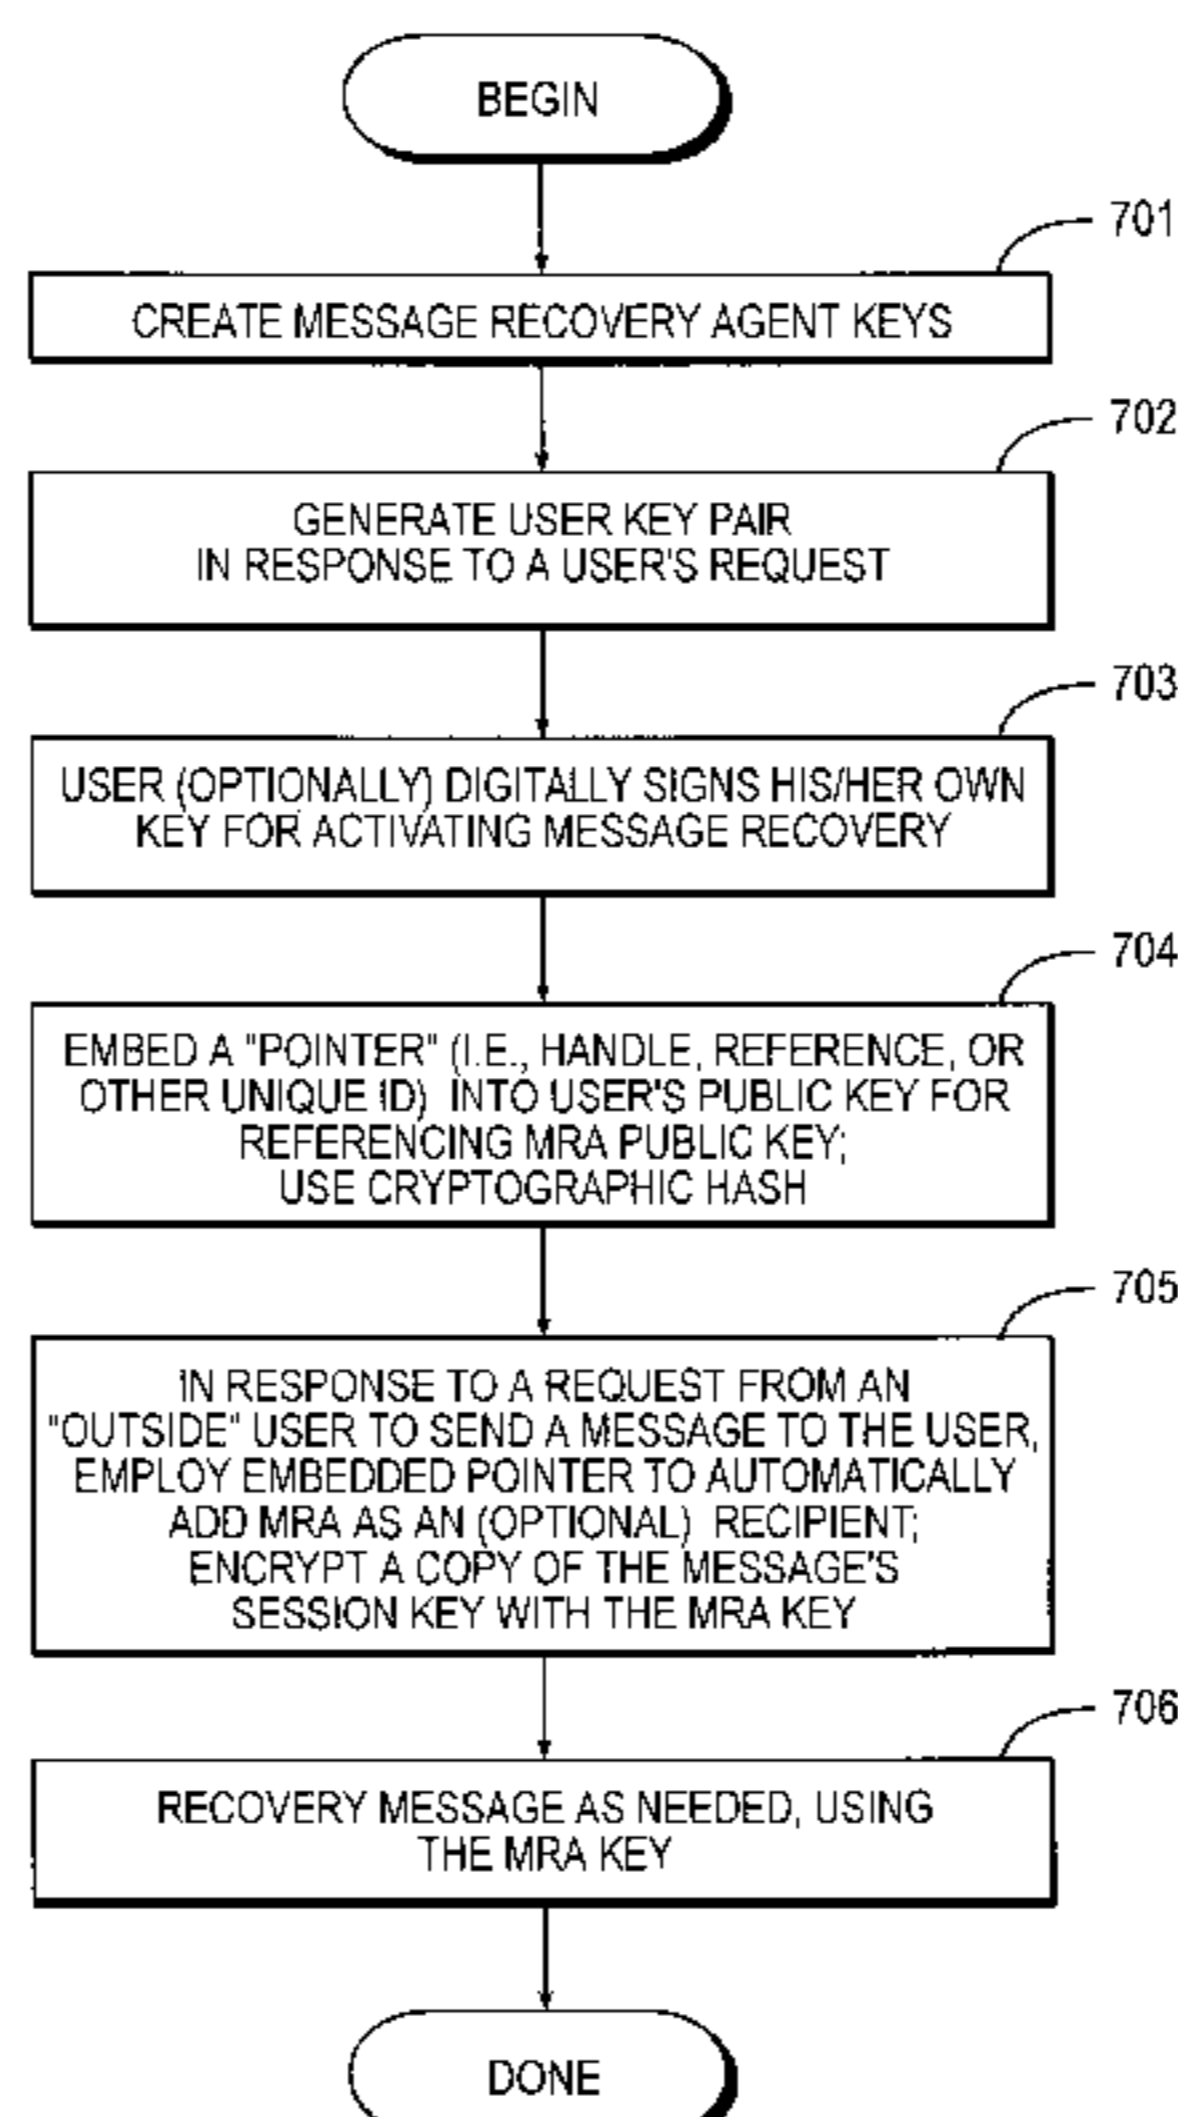 BEGIN
701
CREATE MESSAGE RECOVERY AGENT KEYS
702
GENERATE USER KEY PAIR
IN RESPONSE TO A USER'S REQUEST
703
USER (OPTIONALLY) DIGITALLY SIGNS HIS/HER OWN
KEY FOR ACTIVATING MESSAGE RECOVERY
704
EMBED A "POINTER" (I.E., HANDLE, REFERENCE, OR
OTHER UNIQUE ID) INTO USER'S PUBLIC KEY FOR
REFERENCING MRA PUBLIC KEY;
USE CRYPTOGRAPHIC HASH
705
IN RESPONSE TO A REQUEST FROM AN
"OUTSIDE" USER TO SEND A MESSAGE TO THE USER,
EMPLOY EMBEDDED POINTER TO AUTOMATICALLY
ADD MRA AS AN (OPTIONAL) RECIPIENT;
ENCRYPT A COPY OF THE MESSAGE'S
SESSION KEY WITH THE MRA KEY
706
RECOVERY MESSAGE AS NEEDED, USING
THE MRA KEY
DONE